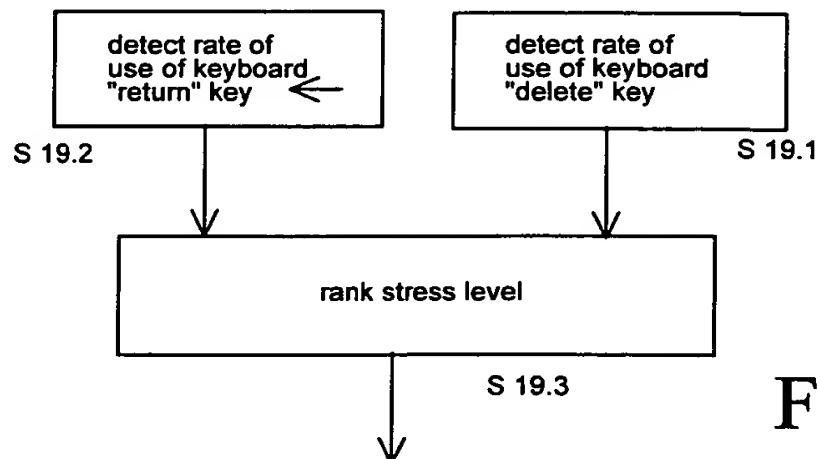 detect rate of
use of keyboard
"return" key
detect rate of
use of keyboard
"delete" key
S 19.2
S 19.1
rank stress level
S 19.3
F